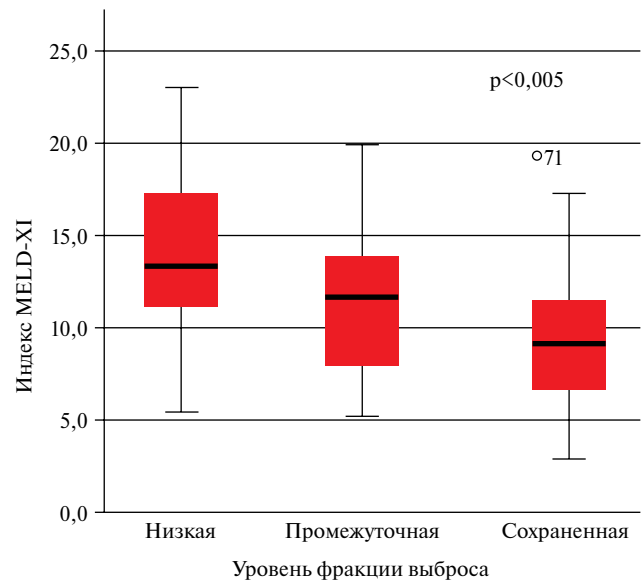 25,0
p<0,005
20,0
71
15,0
10,0
5,0
0,0
Индекс MELD-XI
Низкая Промежуточная Сохраненная
Уровень фракции выброса